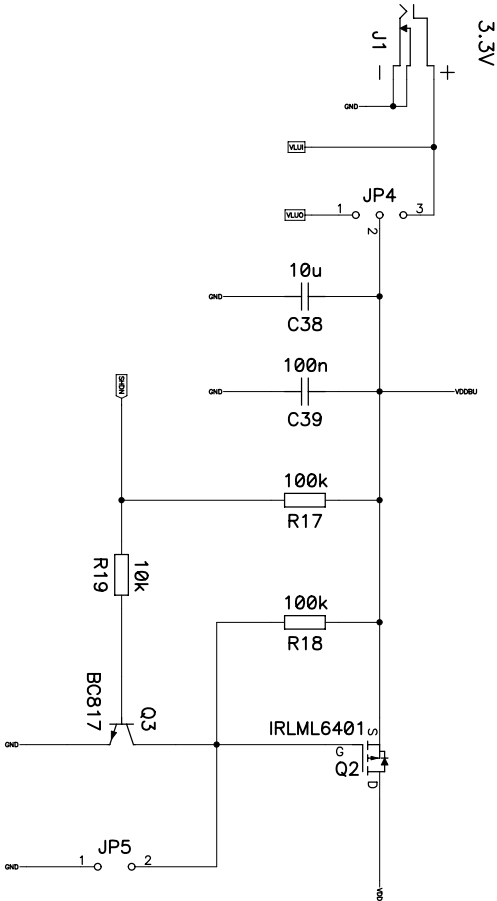 3.3V
J1
-
+
GND
VLUI
JP4
VLUO
1
3
2
10u
GND
C38
100n
GND
VDDBU
C39
SHDN
100k
R17
R19
10k
100k
R18
BC817
Q3
IRLML6401
S
G
Q2
D
GND
JP5
GND
1
2
VDD